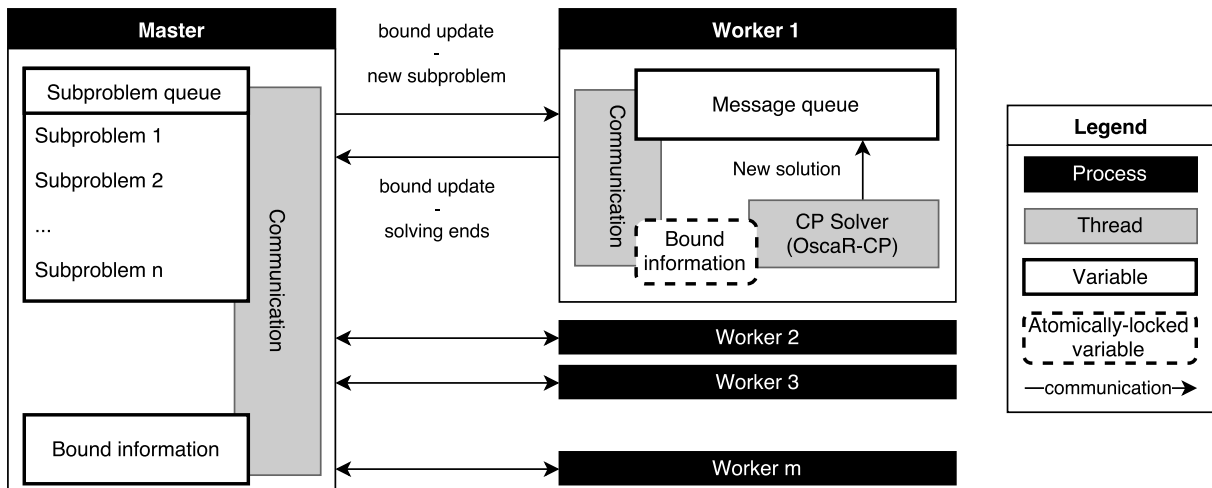 Master
Subproblem queue
Subproblem 1
Subproblem 2
...
Subproblem n
Communication
Bound information
bound update
-
new subproblem
bound update
-
solving ends
Worker 1
Message queue
Communication
New solution
CP Solver
(OscaR-CP)
Bound
information
Worker 2
Worker 3
Worker m
Legend
Process
Thread
Variable
Atomically-locked
variable
communication